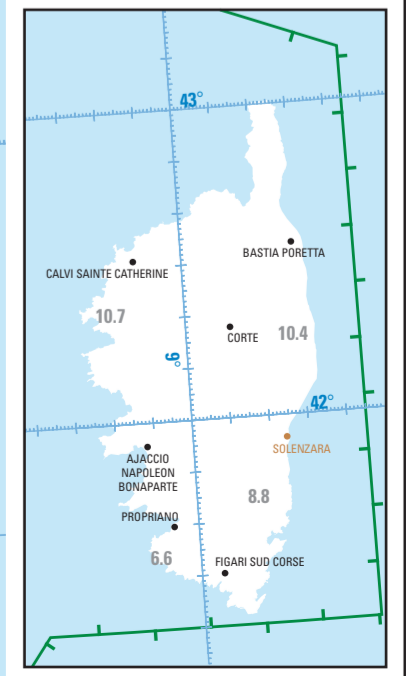 43°
BASTIA PORETTA
CALVI SAINTE CATHERINE
10.7
CORTE
10.4
9°
42°
AJACCIO
NAPOLEON
BONAPARTE
SOLENZARA
8.8
PROPRIANO
6.6
FIGARI SUD CORSE